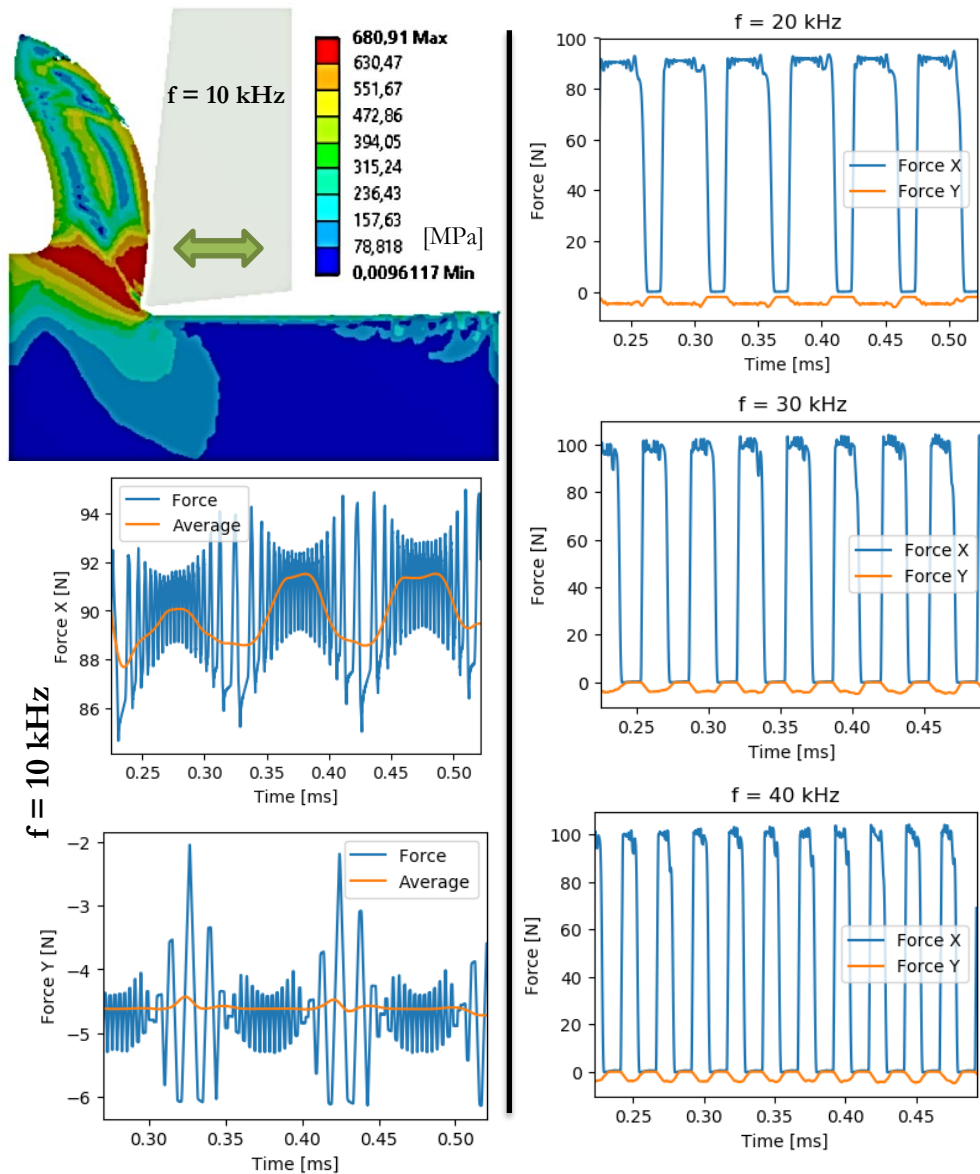 680,91 Max
630,47
551,67
472,86
394,05
315,24
236,43
157,63
78,818
0,0096117 Min
[MPa]
f = 10 kHz
f = 10 kHz
Force
Average
Force X [N]
94
92
90
88
86
0.25 0.30 0.35 0.40 0.45 0.50
Time [ms]
Force
Average
Force Y [N]
−2
−3
−4
−5
−6
0.30 0.35 0.40 0.45 0.50
Time [ms]
f = 20 kHz
Force [N]
100
80
60
40
20
0
Force X
Force Y
0.25 0.30 0.35 0.40 0.45 0.50
Time [ms]
f = 30 kHz
Force [N]
100
80
60
40
20
0
Force X
Force Y
0.25 0.30 0.35 0.40 0.45
Time [ms]
f = 40 kHz
Force [N]
100
80
60
40
20
0
Force X
Force Y
0.25 0.30 0.35 0.40 0.45
Time [ms]